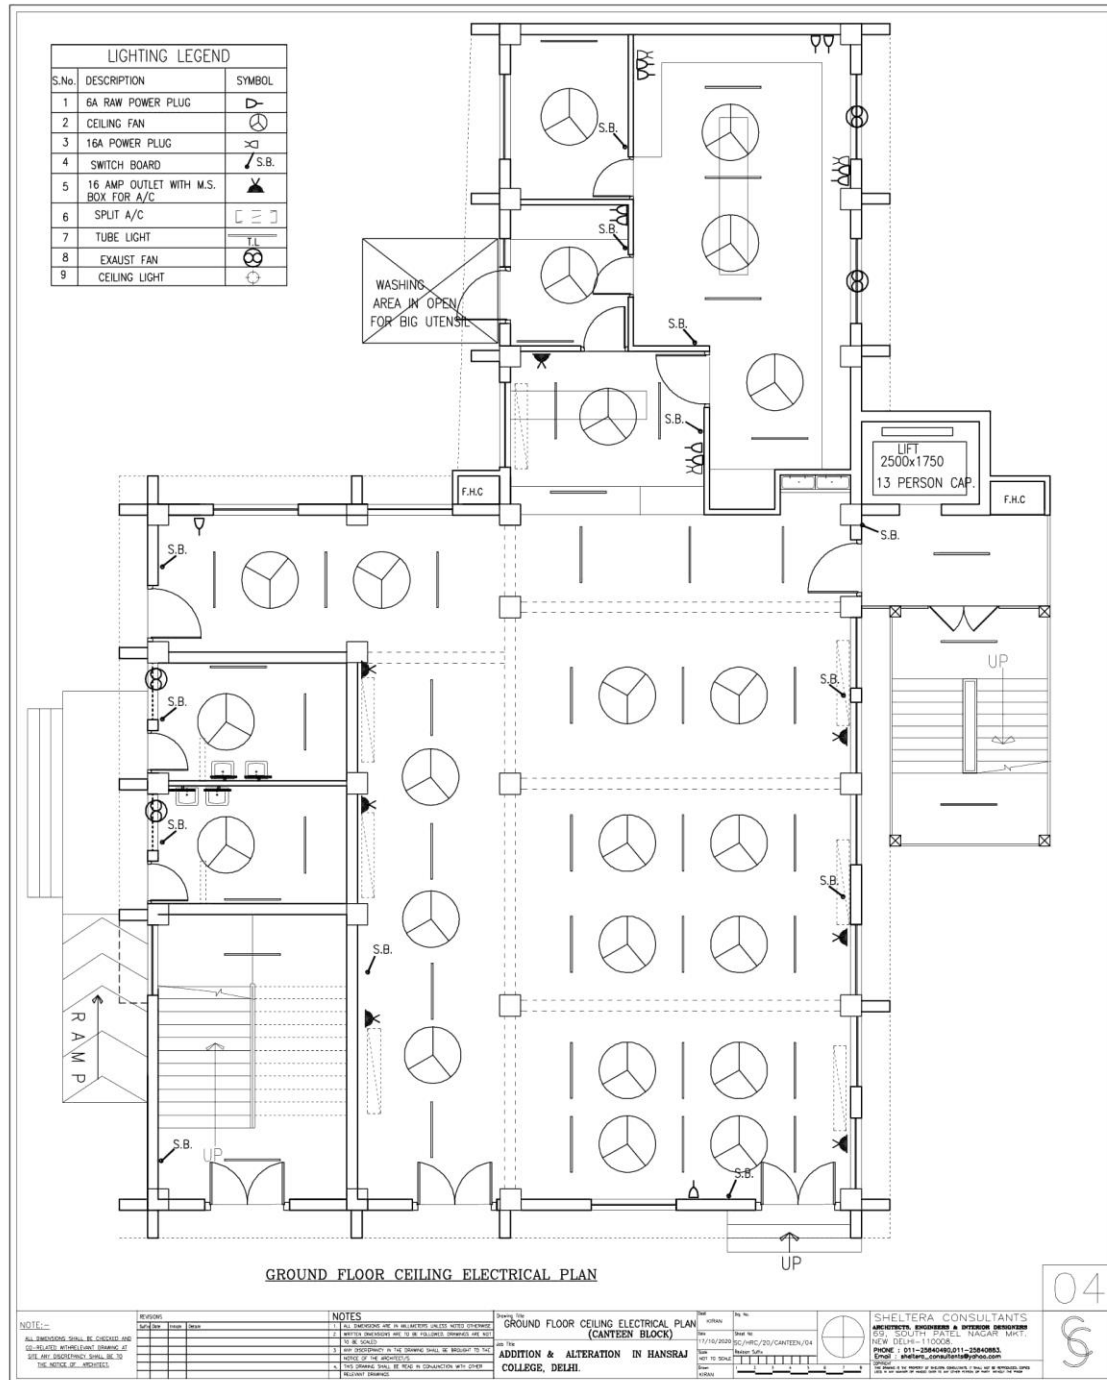 LIGHTING LEGEND
S.No. DESCRIPTION SYMBOL
1 6A RAW POWER PLUG
2 CEILING FAN
3 16A POWER PLUG
4 SWITCH BOARD S.B.
5 16 AMP OUTLET WITH M.S.
BOX FOR A/C
6 SPLIT A/C
7 TUBE LIGHT T.L
8 EXAUST FAN
9 CEILING LIGHT
S.B.
S.B.
WASHING
AREA IN OPEN
FOR BIG UTENSIL
S.B.
S.B.
LIFT
2500x1750
13 PERSON CAP.
F.H.C
F.H.C
S.B.
S.B.
UP
S.B.
S.B.
S.B.
S.B.
S.B.
RAMP
S.B.
UP
S.B.
UP
GROUND FLOOR CEILING ELECTRICAL PLAN
04
NOTE:-
ALL DIMENSIONS SHALL BE CHECKED AND
CO-RELATED WITHRELEVENT DRAWING AT
SITE ANY DISCREPANCY SHALL BE TO
THE NOTICE OF ARCHITECT.
REVISIONS
NOTES
1 ALL DIMENSIONS ARE IN MILLIMETERS UNLESS NOTED OTHERWISE
2 WRITTEN DIMENSIONS ARE TO BE FOLLOWED, DRAWINGS ARE NOT
TO BE SCALED
3 ANY DISCREPANCY IN THE DRAWING SHALL BE BROUGHT TO THE
NOTICE OF THE ARCHITECT/S
4. THIS DRAWING SHALL BE READ IN CONJUNCTION WITH OTHER
RELEVANT DRAWINGS
Drawing Title
GROUND FLOOR CEILING ELECTRICAL PLAN
(CANTEEN BLOCK)
Job Title
ADDITION & ALTERATION IN HANSRAJ
COLLEGE, DELHI.
KIRAN
11/10/2020
NOT TO SCALE
KIRAN
SC/HRC/20/CANTEEN/04
SHELTERA CONSULTANTS
ARCHITECTS, ENGINEERS & INTERIOR DESIGNERS
69, SOUTH PATEL NAGAR MKT.
NEW DELHI-110008.
PHONE : 011-25840490,011-25840883.
Email : sheltera_consultants@yahoo.com